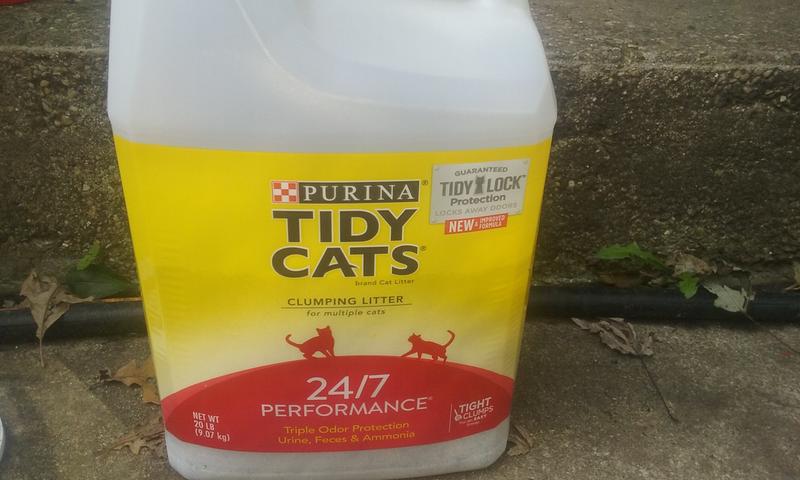 PURINA®
TIDY
CATS®
brand Cat Litter
GUARANTEED
TIDY LOCK™
Protection
LOCKS AWAY ODORS
NEW & IMPROVED
FORMULA
CLUMPING LITTER
for multiple cats
24/7
PERFORMANCE®
Triple Odor Protection
Urine, Feces & Ammonia
NET WT
20 LB
(9.07 kg)
TIGHT
CLUMPS
EASY